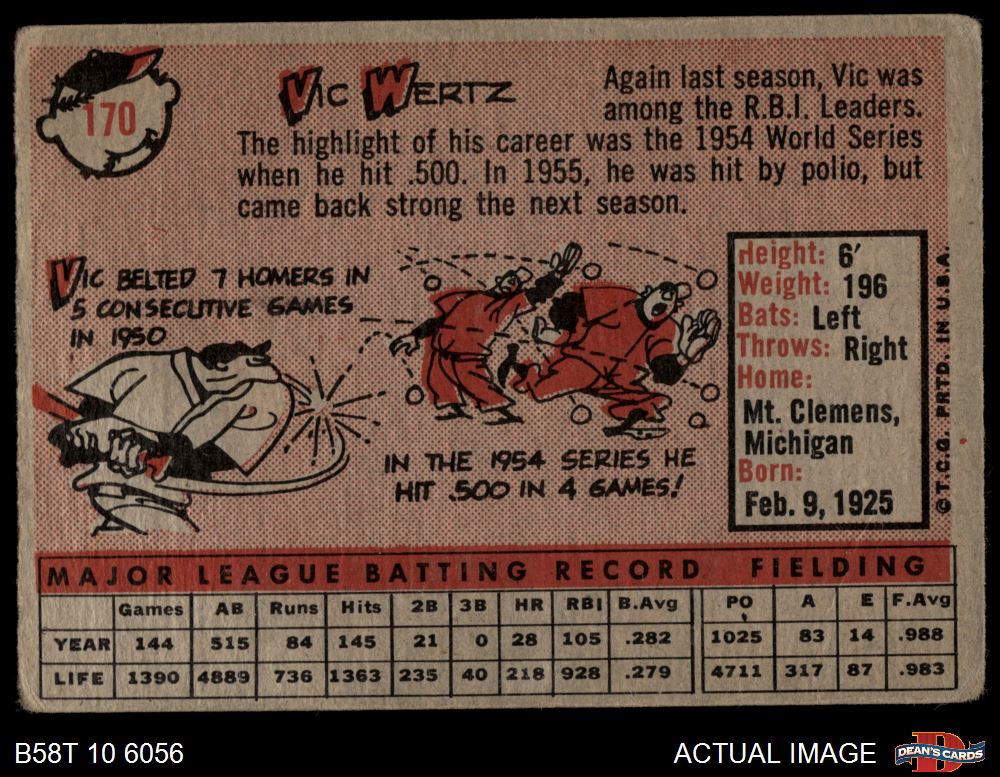 170
Vic Wertz
Again last season, Vic was
among the R.B.I. Leaders.
The highlight of his career was the 1954 World Series
when he hit .500. In 1955, he was hit by polio, but
came back strong the next season.
VIC BELTED 7 HOMERS IN
5 CONSECUTIVE GAMES
IN 1950
IN THE 1954 SERIES HE
HIT .500 IN 4 GAMES!
Height: 6′
Weight: 196
Bats: Left
Throws: Right
Home:
Mt. Clemens,
Michigan
Born:
Feb. 9, 1925
© T.C.G. PRTD. IN U.S.A.
MAJOR LEAGUE BATTING RECORD FIELDING
Games AB Runs Hits 2B 3B HR RBI B.Avg PO A E F.Avg
YEAR 144 515 84 145 21 0 28 105 .282 1025 83 14 .988
LIFE 1390 4889 736 1363 235 40 218 928 .279 4711 317 87 .983
B58T 10 6056
ACTUAL IMAGE
D
DEAN'S CARDS